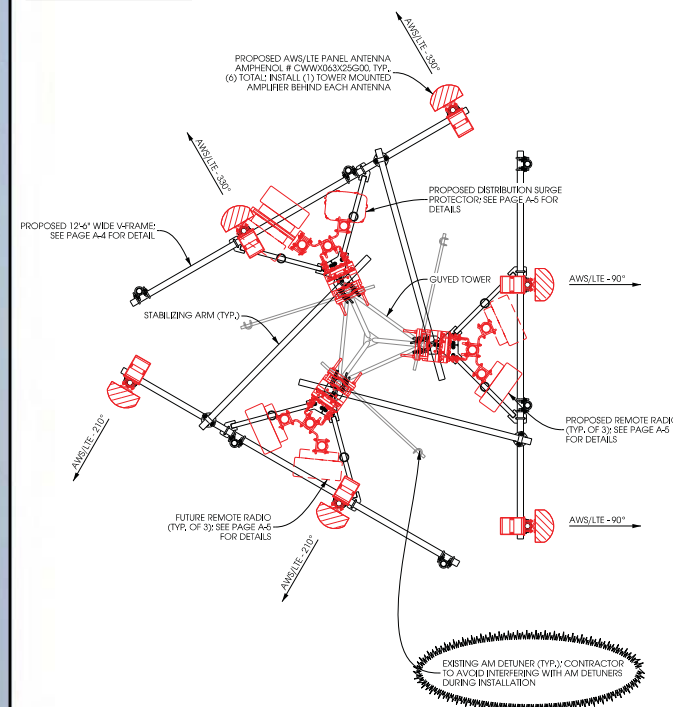 AWS/LTE - 330°
PROPOSED AWS/LTE PANEL ANTENNA
AMPHENOL # CWWX063X25G00, TYP.
(6) TOTAL; INSTALL (1) TOWER MOUNTED
AMPLIFIER BEHIND EACH ANTENNA
AWS/LTE - 330°
PROPOSED DISTRIBUTION SURGE
PROTECTOR; SEE PAGE A-5 FOR
DETAILS
PROPOSED 12'-6" WIDE V-FRAME;
SEE PAGE A-4 FOR DETAIL
GUYED TOWER
AWS/LTE - 90°
STABILIZING ARM (TYP.)
AWS/LTE - 210°
PROPOSED REMOTE RADIO
(TYP. OF 3); SEE PAGE A-5
FOR DETAILS
FUTURE REMOTE RADIO
(TYP. OF 3); SEE PAGE A-5
FOR DETAILS
AWS/LTE - 90°
AWS/LTE - 210°
EXISTING AM DETUNER (TYP.); CONTRACTOR
TO AVOID INTERFERING WITH AM DETUNERS
DURING INSTALLATION